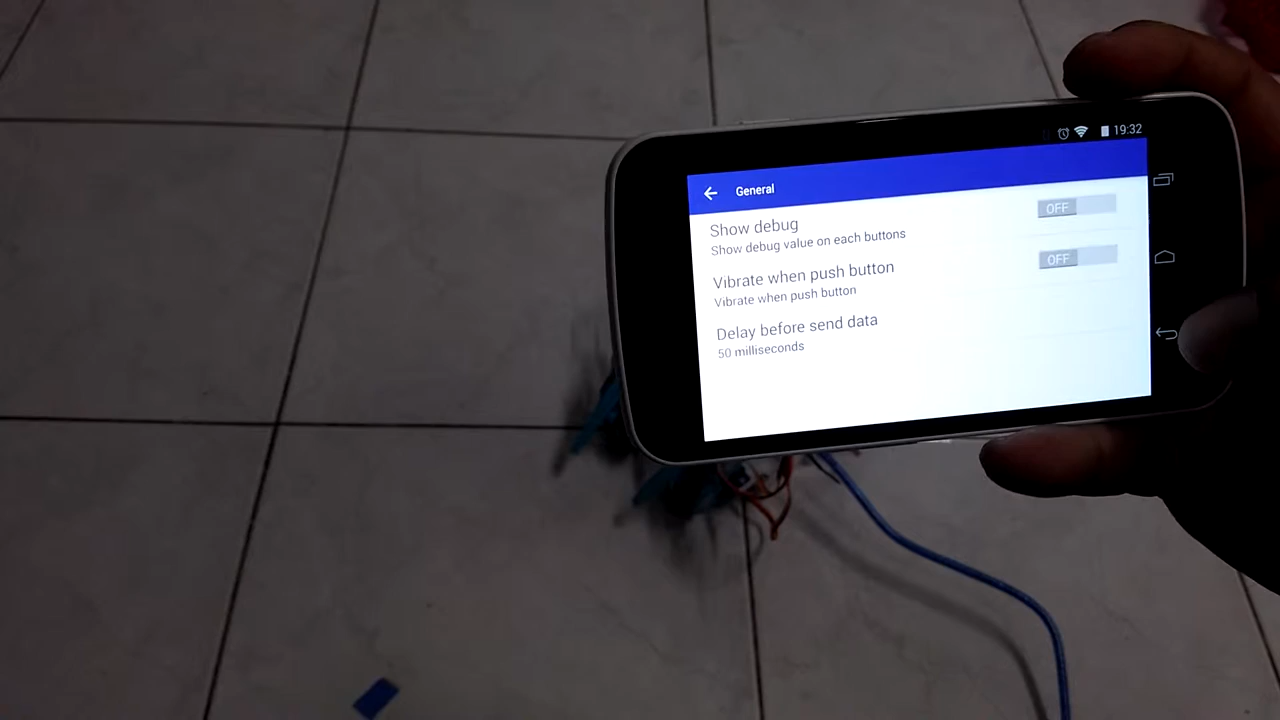 19:32
General
Show debug
OFF
Show debug value on each buttons
Vibrate when push button
OFF
Vibrate when push button
Delay before send data
50 milliseconds